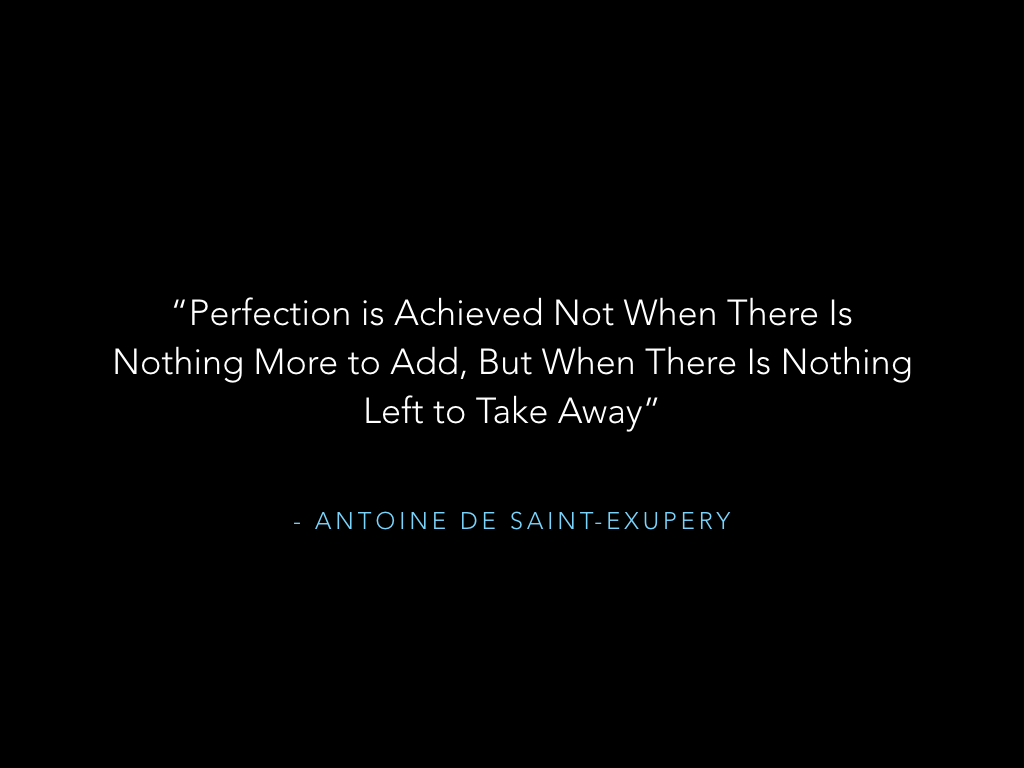 “Perfection is Achieved Not When There Is
Nothing More to Add, But When There Is Nothing
Left to Take Away”
- ANTOINE DE SAINT-EXUPERY